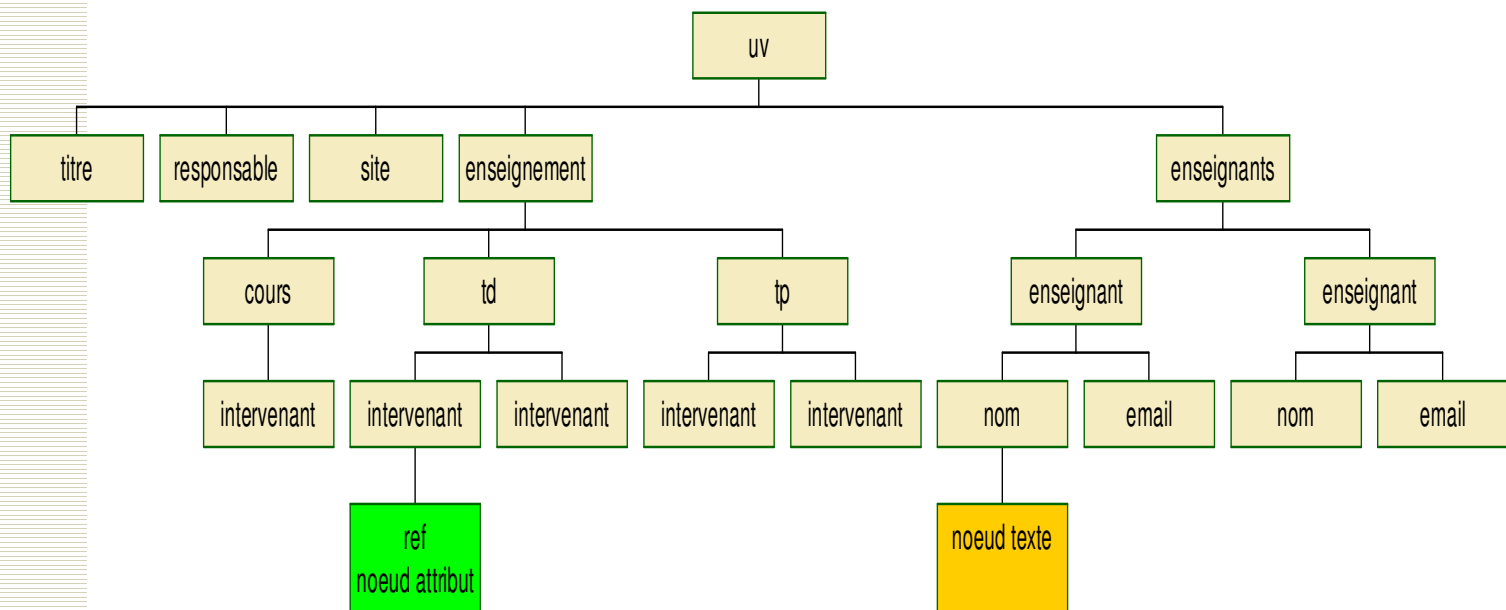 uv
titre
responsable
site
enseignement
enseignants
cours
td
tp
enseignant
enseignant
intervenant
intervenant
intervenant
intervenant
intervenant
nom
email
nom
email
ref
noeud attribut
noeud texte